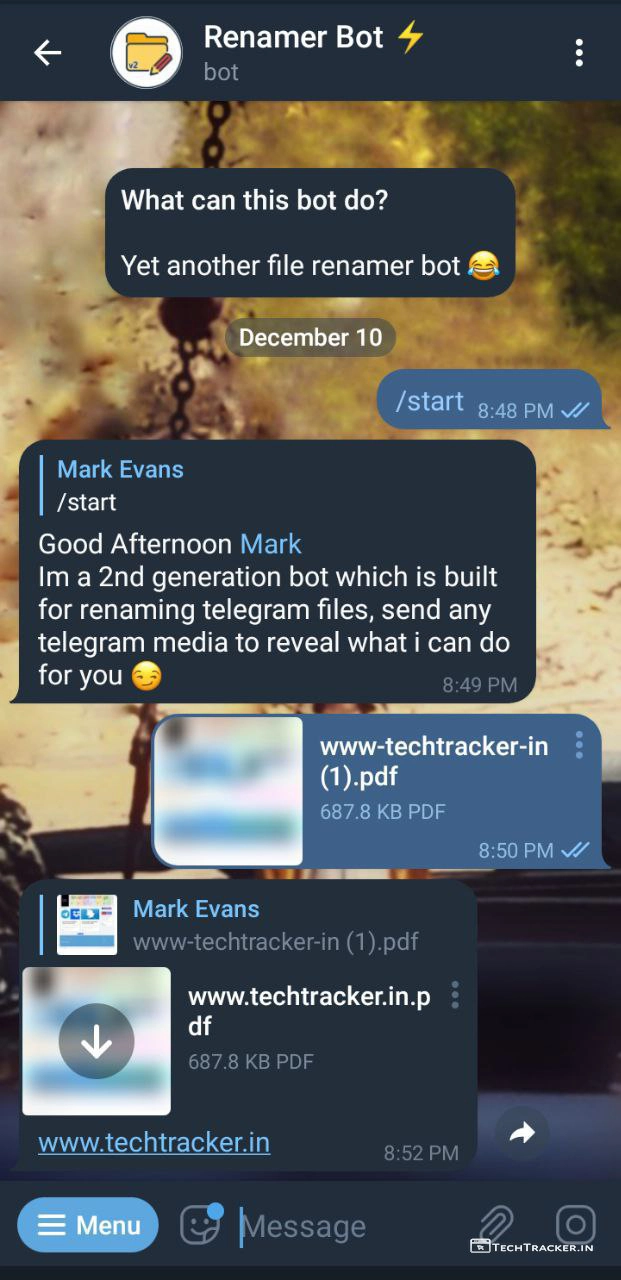 Renamer Bot ⚡
bot
v2
What can this bot do?
Yet another file renamer bot 😂
December 10
/start 8:48 PM
Mark Evans
/start
Good Afternoon Mark
Im a 2nd generation bot which is built
for renaming telegram files, send any
telegram media to reveal what i can do
for you 😏
8:49 PM
www-techtracker-in
(1).pdf
687.8 KB PDF
8:50 PM
Mark Evans
www-techtracker-in (1).pdf
www.techtracker.in.p
df
687.8 KB PDF
www.techtracker.in
8:52 PM
Menu
Message
TECHTRACKER.IN